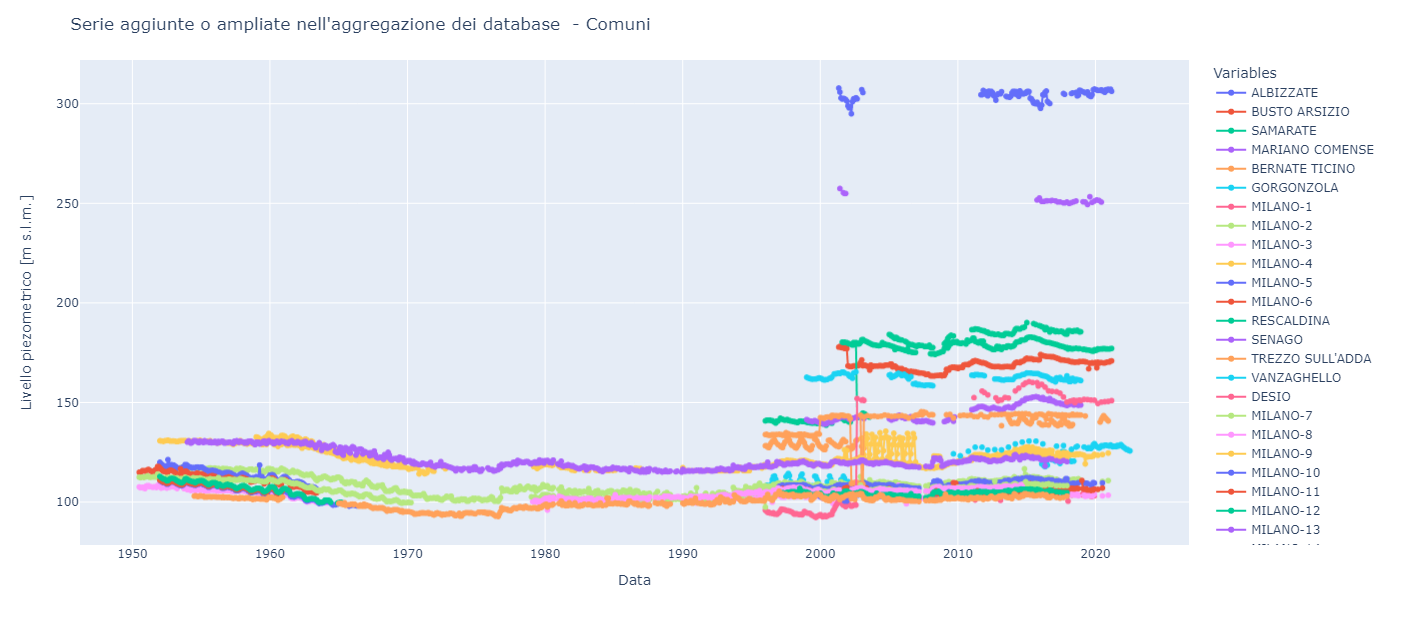 Serie aggiunte o ampliate nell'aggregazione dei database - Comuni
Variables
ALBIZZATE
BUSTO ARSIZIO
SAMARATE
MARIANO COMENSE
BERNATE TICINO
GORGONZOLA
MILANO-1
MILANO-2
MILANO-3
MILANO-4
MILANO-5
MILANO-6
RESCALDINA
SENAGO
TREZZO SULL'ADDA
VANZAGHELLO
DESIO
MILANO-7
MILANO-8
MILANO-9
MILANO-10
MILANO-11
MILANO-12
MILANO-13
Livello piezometrico [m s.l.m.]
300
250
200
150
100
1950
1960
1970
1980
1990
2000
2010
2020
Data